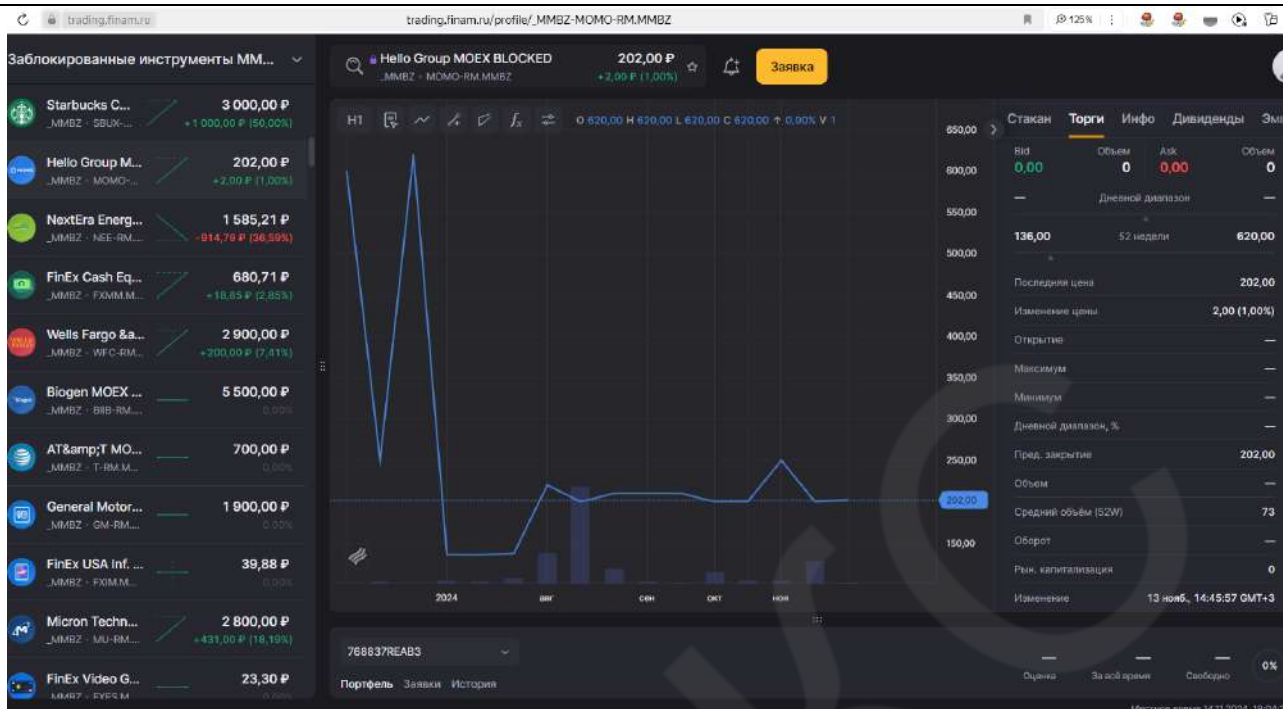 trading.finam.ru
trading.finam.ru/profile/_MMBZ-MOMO-RM.MMBZ
125%
Заблокированные инструменты MM...
Hello Group MOEX BLOCKED
202,00 ₽
_MMBZ · MOMO-RM.MMBZ
+2,00 ₽ (1,00%)
Заявка
Starbucks C...
3 000,00 ₽
_MMBZ · SBUX-...
+1 000,00 ₽ (50,00%)
Hello Group M...
202,00 ₽
_MMBZ · MOMO-...
+2,00 ₽ (1,00%)
NextEra Energ...
1 585,21 ₽
_MMBZ · NEE-RM....
-914,79 ₽ (36,59%)
FinEx Cash Eq...
680,71 ₽
_MMBZ · FXMM.M...
+18,85 ₽ (2,85%)
Wells Fargo &a...
2 900,00 ₽
_MMBZ · WFC-RM...
+200,00 ₽ (7,41%)
Biogen MOEX ...
5 500,00 ₽
_MMBZ · BIIB-RM....
0,00%
AT&amp;T MO...
700,00 ₽
_MMBZ · T-RM.M...
0,00%
General Motor...
1 900,00 ₽
_MMBZ · GM-RM....
0,00%
FinEx USA Inf. ...
39,88 ₽
_MMBZ · FXIM.M...
0,00%
Micron Techn...
2 800,00 ₽
_MMBZ · MU-RM....
+431,00 ₽ (18,19%)
FinEx Video G...
23,30 ₽
_MMBZ · FXES.M...
0,00%
H1
O 620,00 H 620,00 L 620,00 C 620,00 ↑ 0,00% V 1
650,00
600,00
550,00
500,00
450,00
400,00
350,00
300,00
250,00
202,00
150,00
2024
авг
сен
окт
ноя
Стакан Торги Инфо Дивиденды Эми
Bid Объем Ask Объем
0,00 0 0,00 0
— Дневной диапазон —
136,00 52 недели 620,00
Последняя цена 202,00
Изменение цены 2,00 (1,00%)
Открытие —
Максимум —
Минимум —
Дневной диапазон, % —
Пред. закрытие 202,00
Объем —
Средний объём (52W) 73
Оборот —
Рын. капитализация 0
Изменение 13 нояб., 14:45:57 GMT+3
768837REAB3
Портфель Заявки История
— — —
Оценка За всё время Свободно
0%
Местное время 14.11.2024